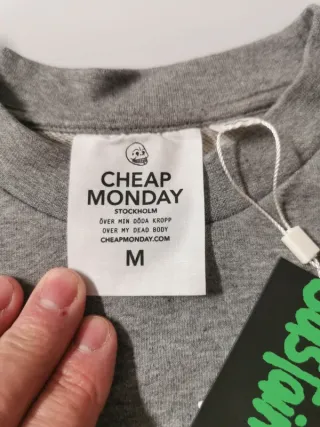 CHEAP
MONDAY
STOCKHOLM
ÖVER MIN DÖDA KROPP
OVER MY DEAD BODY
CHEAPMONDAY.COM
M